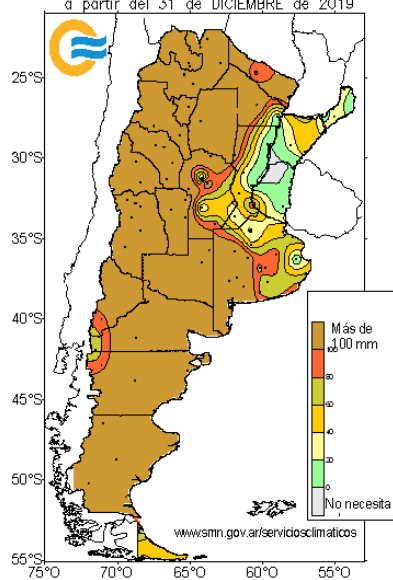 a partir del 31 de DICIEMBRE de 2019
25°S
30°S
35°S
40°S
45°S
50°S
55°S
75°O
70°O
65°O
60°O
55°O
Más de
100 mm
100
80
60
40
20
0
No necesita
www.smn.gov.ar/serviciosclimaticos